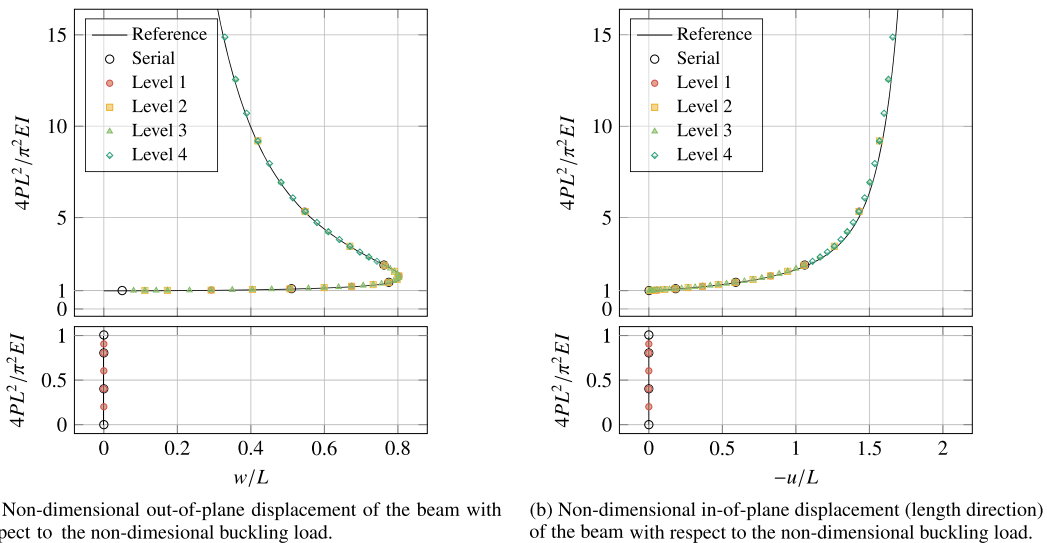 15
10
5
1
0
4PL²/π²EI
Reference
Serial
Level 1
Level 2
Level 3
Level 4
1
0.5
0
4PL²/π²EI
0
0.2
0.4
0.6
0.8
w/L
Non-dimensional out-of-plane displacement of the beam with
pect to the non-dimesional buckling load.
15
10
5
1
0
4PL²/π²EI
Reference
Serial
Level 1
Level 2
Level 3
Level 4
1
0.5
0
4PL²/π²EI
0
0.5
1
1.5
2
−u/L
(b) Non-dimensional in-of-plane displacement (length direction)
of the beam with respect to the non-dimensional buckling load.